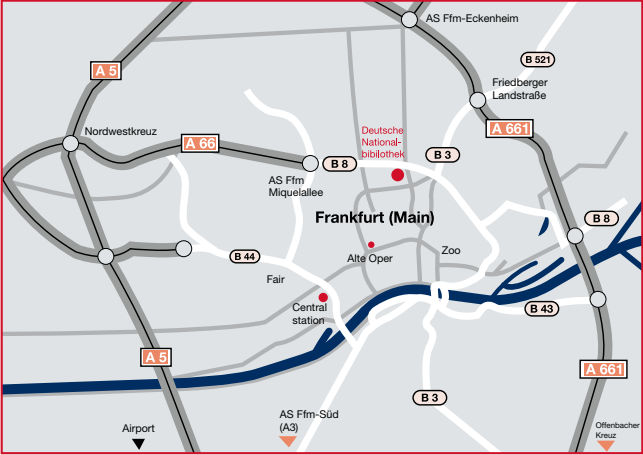 AS Ffm-Eckenheim
B 521
A 5
Friedberger
Landstraße
A 661
Nordwestkreuz
A 66
Deutsche
National-
bibliothek
B 8
B 3
AS Ffm
Miquelallee
Frankfurt (Main)
B 8
Alte Oper
Zoo
B 44
Fair
Central
station
B 43
A 5
A 661
B 3
AS Ffm-Süd
(A3)
Airport
Offenbacher
Kreuz